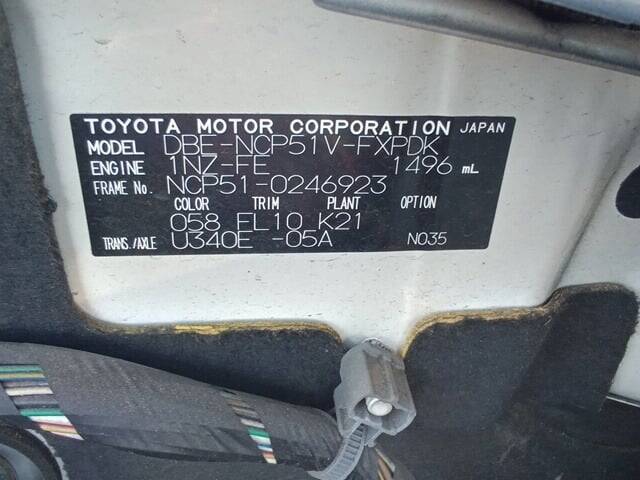 TOYOTA MOTOR CORPORATION JAPAN
MODEL DBE-NCP51V-FXPDK
ENGINE 1NZ-FE 1496 mL
FRAME No. NCP51-0246923
COLOR TRIM PLANT OPTION
058 FL10 K21
TRANS./AXLE U340E -05A N035